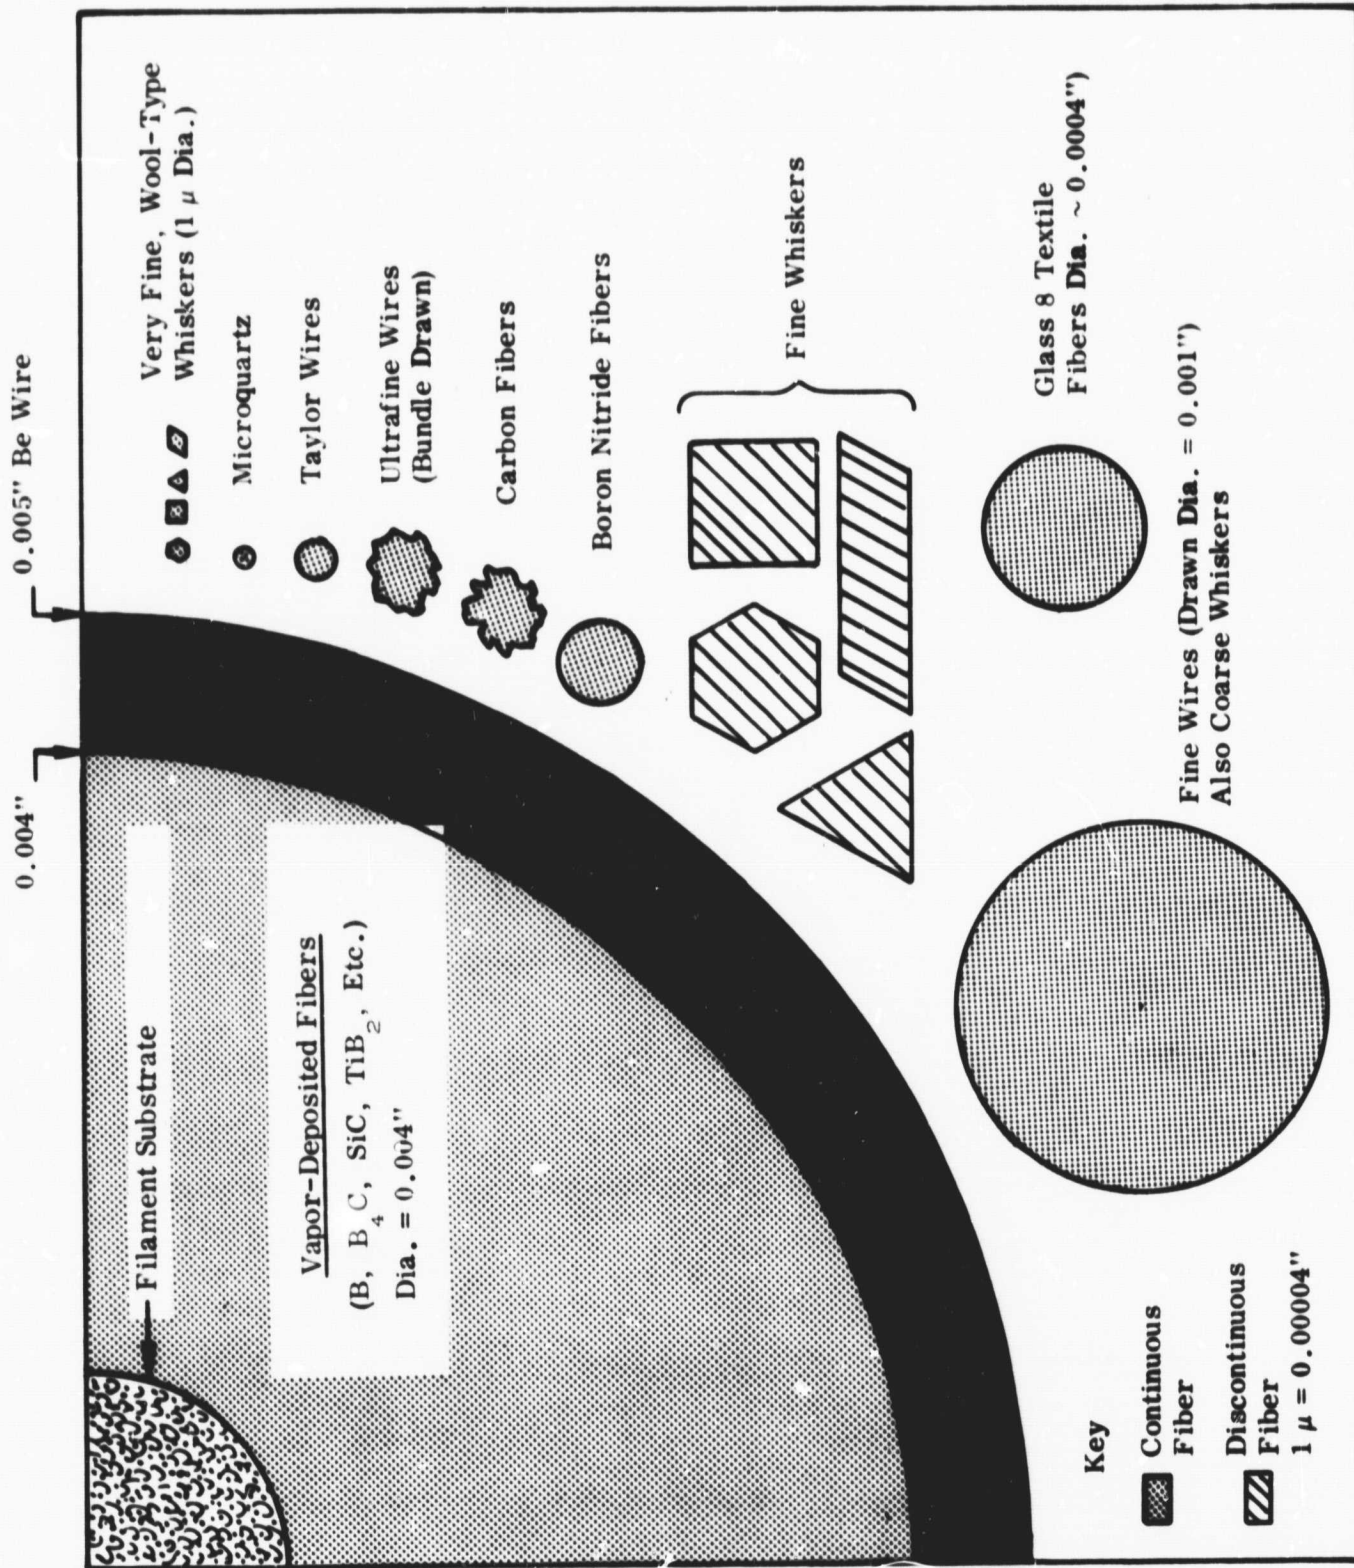 0.004"
0.005" Be Wire
Filament Substrate
Vapor-Deposited Fibers
(B, B4C, SiC, TiB2, Etc.)
Dia. = 0.004"
Very Fine, Wool-Type
Whiskers (1 μ Dia.)
Microquartz
Taylor Wires
Ultrafine Wires
(Bundle Drawn)
Carbon Fibers
Boron Nitride Fibers
Fine Whiskers
Glass 8 Textile
Fibers Dia. ~ 0.0004"
Fine Wires (Drawn Dia. = 0.001")
Also Coarse Whiskers
Key
Continuous
Fiber
Discontinuous
Fiber
1 μ = 0.00004"